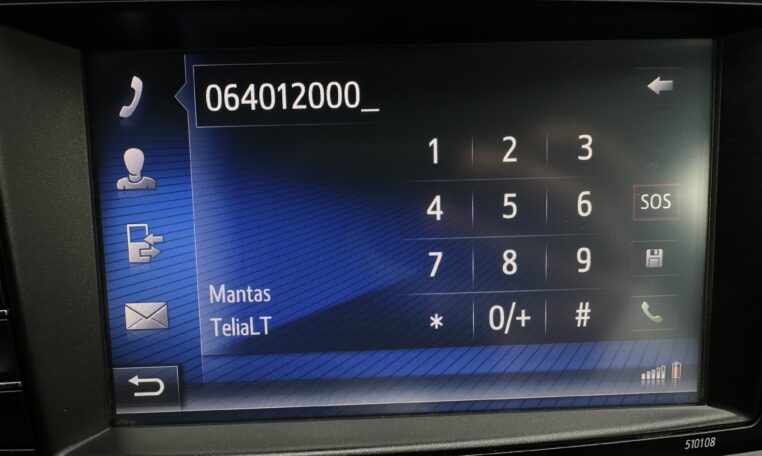 064012000_
1 2 3
4 5 6
SOS
7 8 9
* 0/+ #
Mantas
TeliaLT
510108